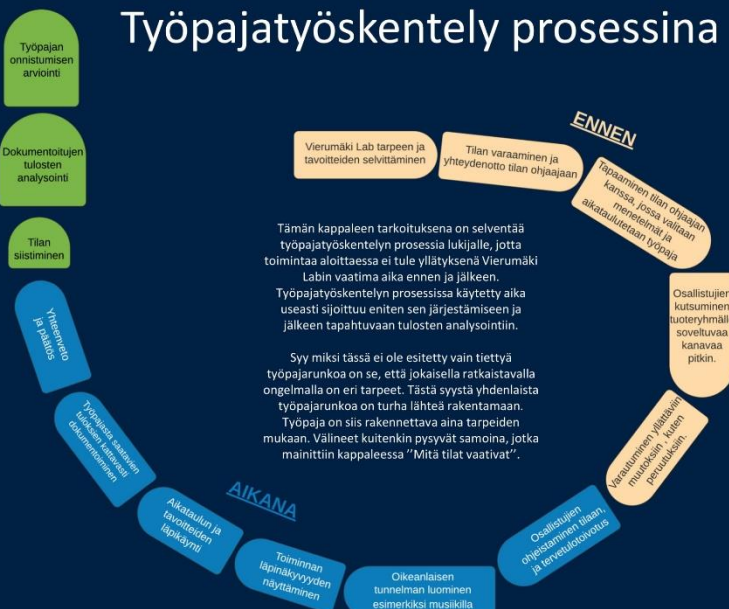 Työpajatyöskentely prosessina
ENNEN
Vierumäki Lab tarpeen ja
tavoitteiden selvittäminen
Tilan varaaminen ja
yhteydenotto tilan ohjaajaan
Tapaaminen tilan ohjaajan
kanssa, jossa valitaan
menetelmät ja
aikataulutetaan työpaja
Osallistujien
kutsuminen
tuoteryhmälle
soveltuvaa
kanavaa
pitkin.
Varautuminen yllättäviin
muutoksiin , kuten
peruutuksiin.
Tämän kappaleen tarkoituksena on selventää
työpajatyöskentelyn prosessia lukijalle, jotta
toimintaa aloittaessa ei tule yllätyksenä Vierumäki
Labin vaatima aika ennen ja jälkeen.
Työpajatyöskentelyn prosessissa käytetty aika
useasti sijoittuu eniten sen järjestämiseen ja
jälkeen tapahtuvaan tulosten analysointiin.
Syy miksi tässä ei ole esitetty vain tiettyä
työpajarunkoa on se, että jokaisella ratkaistavalla
ongelmalla on eri tarpeet. Tästä syystä yhdenlaista
työpajarunkoa on turha lähteä rakentamaan.
Työpaja on siis rakennettava aina tarpeiden
mukaan. Välineet kuitenkin pysyvät samoina, jotka
mainittiin kappaleessa ’’Mitä tilat vaativat’’.
AIKANA
Osallistujien
ohjeistaminen tilaan,
ja tervetulotoivotus
Oikeanlaisen
tunnelman luominen
esimerkiksi musiikilla
Toiminnan
läpinäkyvyyden
näyttäminen
Aikataulun ja
tavoitteiden
läpikäynti
Työpajasta saatavien
tuloksien kattavasti
dokumentoiminen
Yhteenveto
ja päätös
Tilan
siistiminen
Dokumentoitujen
tulosten
analysointi
Työpajan
onnistumisen
arviointi